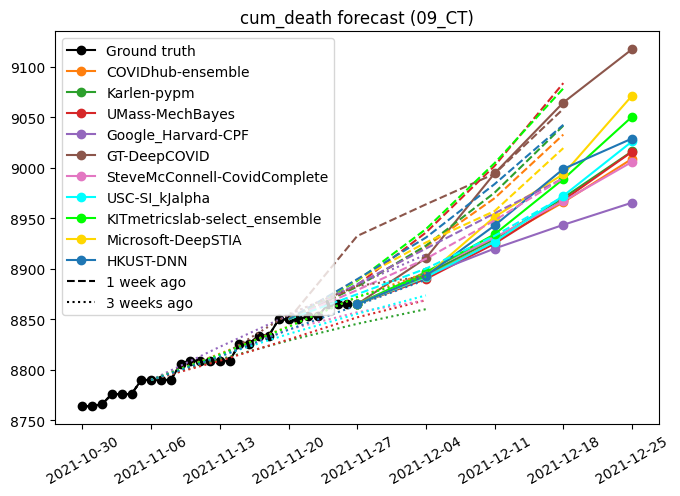 cum_death forecast (09_CT)
9100
9050
9000
8950
8900
8850
8800
8750
Ground truth
COVIDhub-ensemble
Karlen-pypm
UMass-MechBayes
Google_Harvard-CPF
GT-DeepCOVID
SteveMcConnell-CovidComplete
USC-SI_kJalpha
KITmetricslab-select_ensemble
Microsoft-DeepSTIA
HKUST-DNN
1 week ago
3 weeks ago
2021-10-30
2021-11-06
2021-11-13
2021-11-20
2021-11-27
2021-12-04
2021-12-11
2021-12-18
2021-12-25